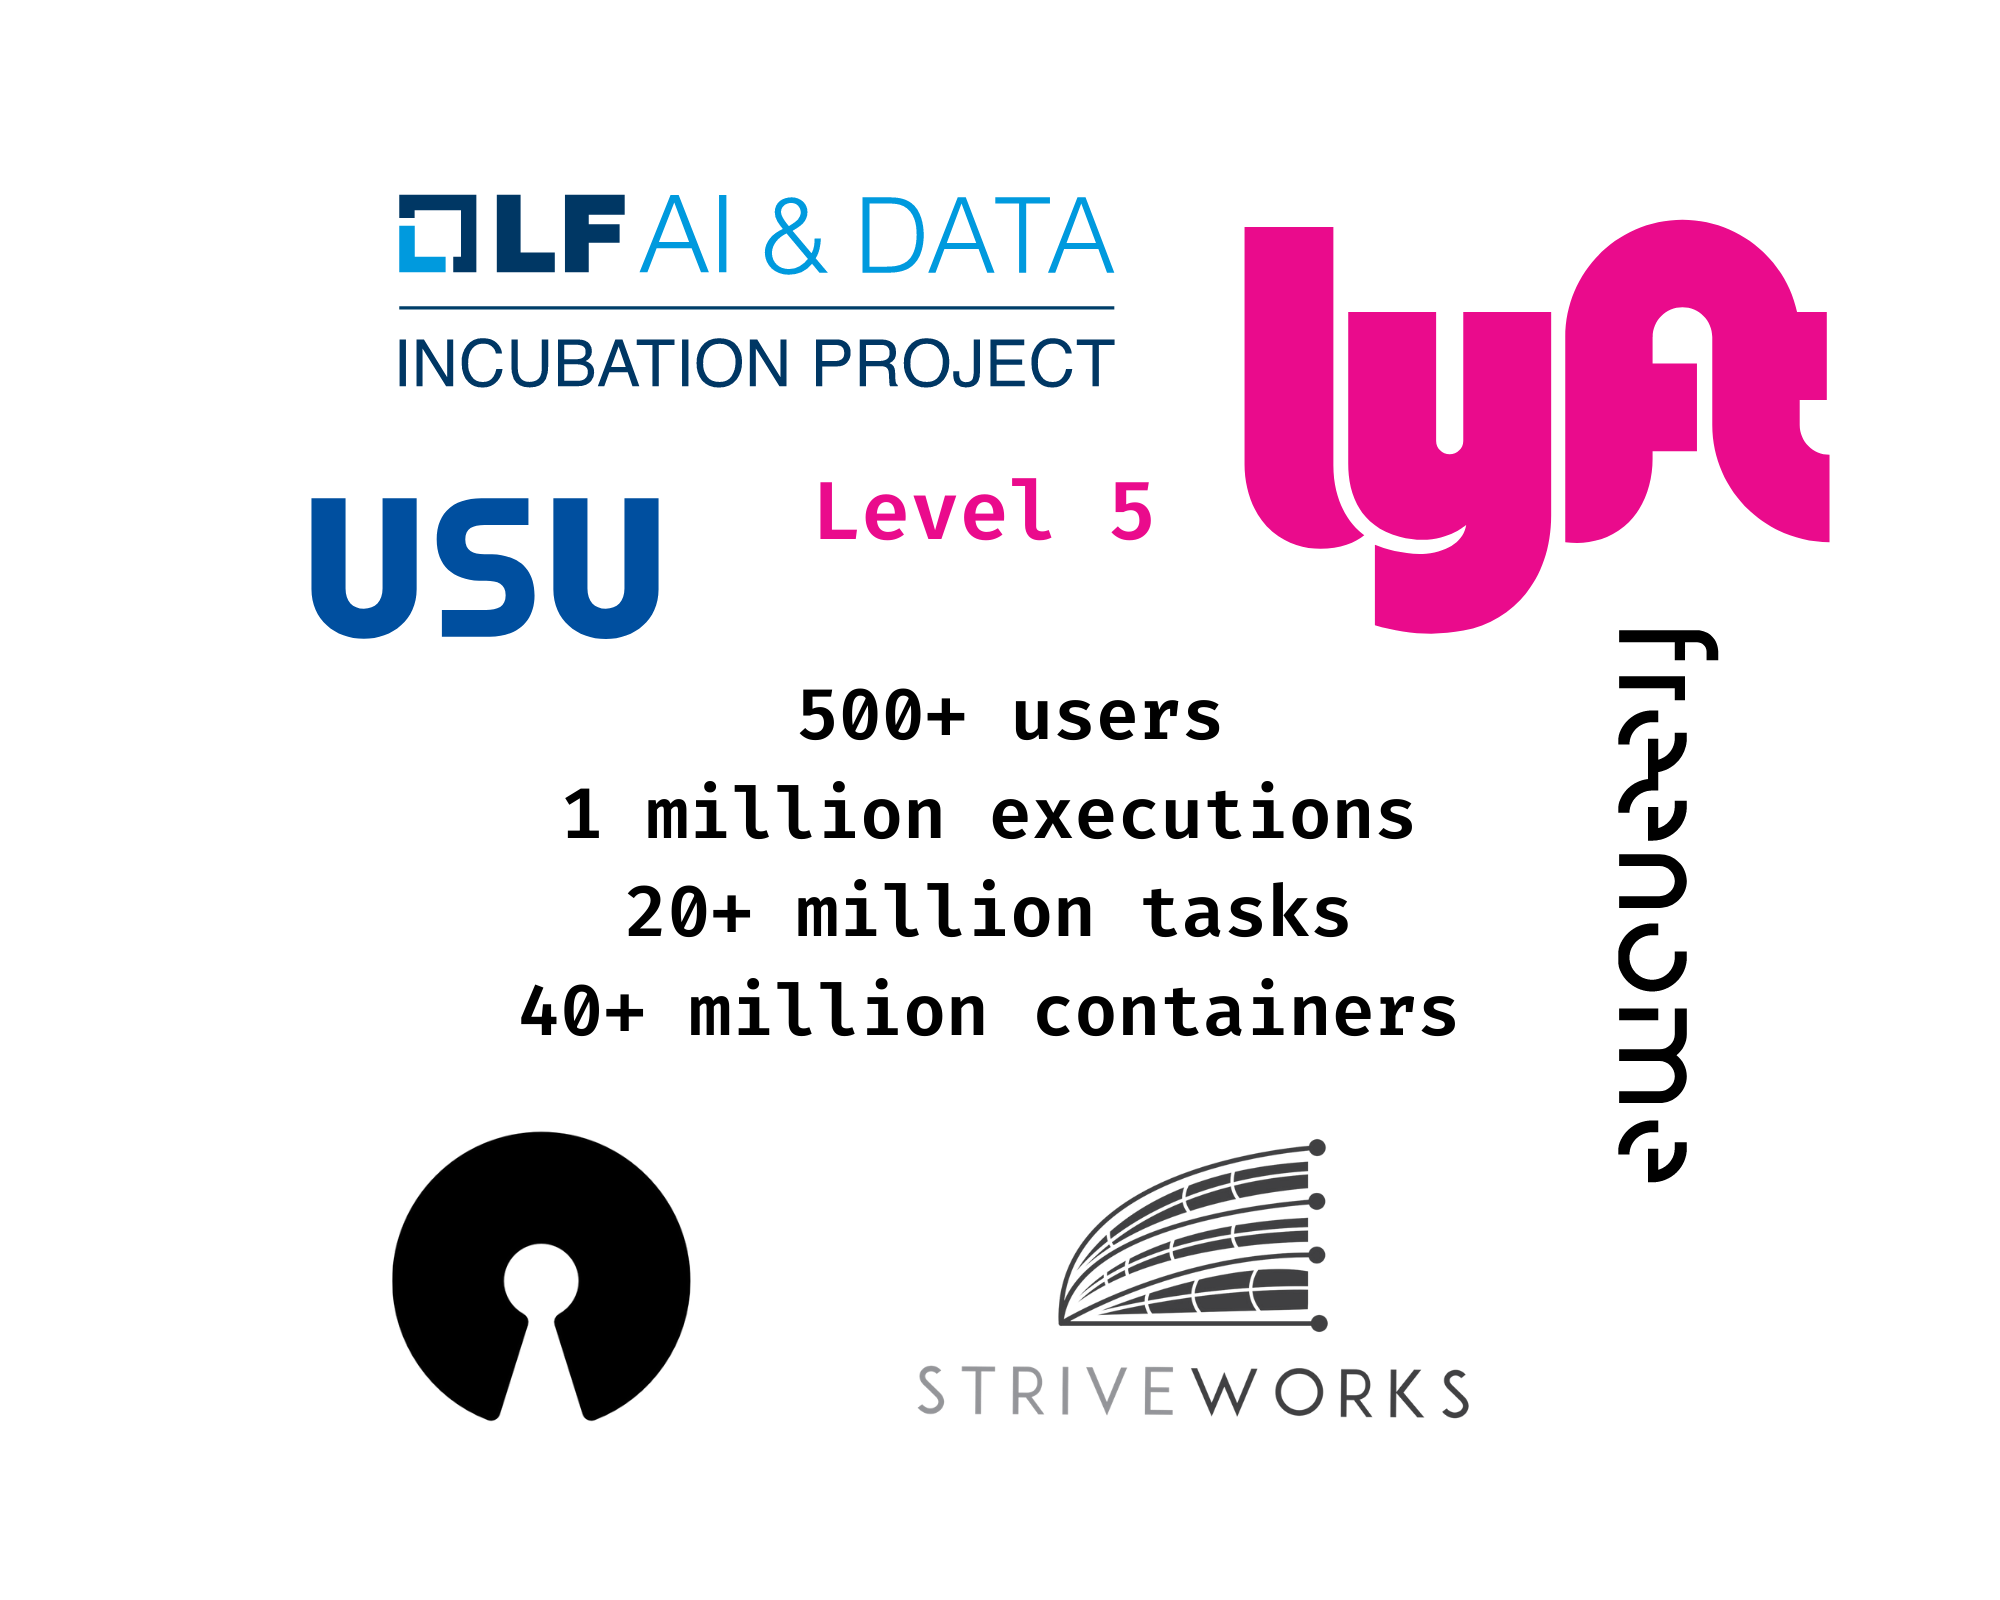 LF AI & DATA
INCUBATION PROJECT
lyft
USU
Level 5
freenome
500+ users
1 million executions
20+ million tasks
40+ million containers
STRIVEWORKS